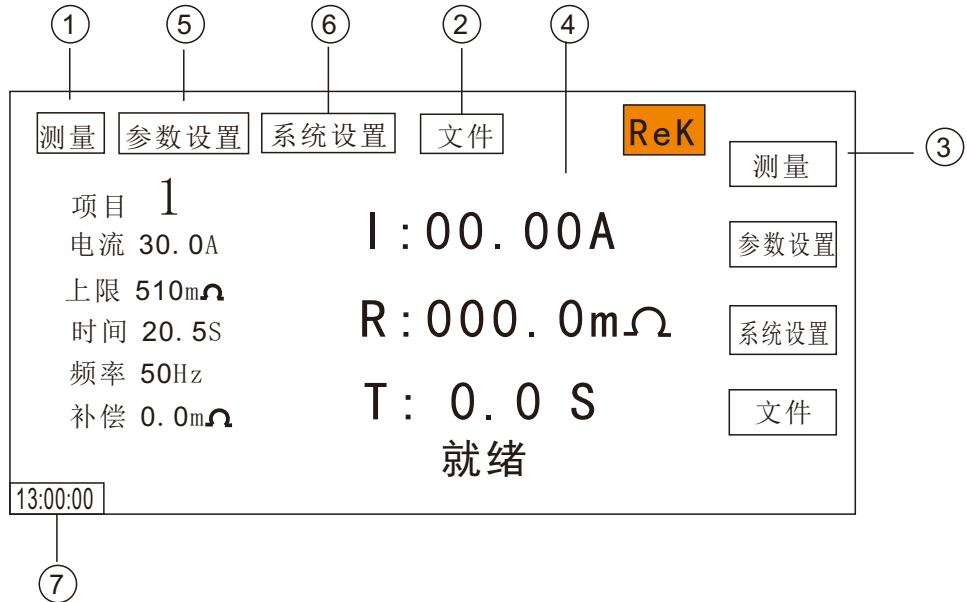 ① ⑤ ⑥ ② ④
测量 参数设置 系统设置 文件 ReK
③
测量
项目 1
电流 30.0A
上限 510mΩ
时间 20.5S
频率 50Hz
补偿 0.0mΩ
I:00.00A
R:000.0mΩ
T: 0.0 S
就绪
参数设置
系统设置
文件
13:00:00
⑦